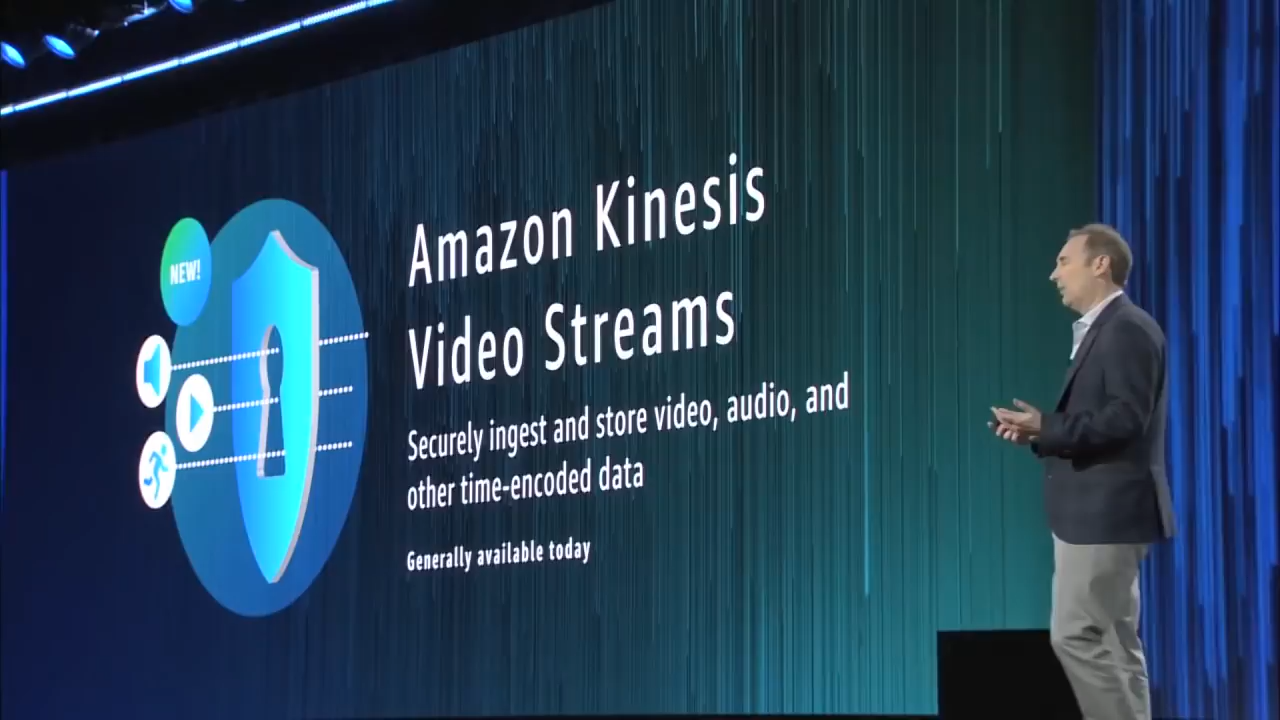 NEW!
Amazon Kinesis
Video Streams
Securely ingest and store video, audio, and
other time-encoded data
Generally available today